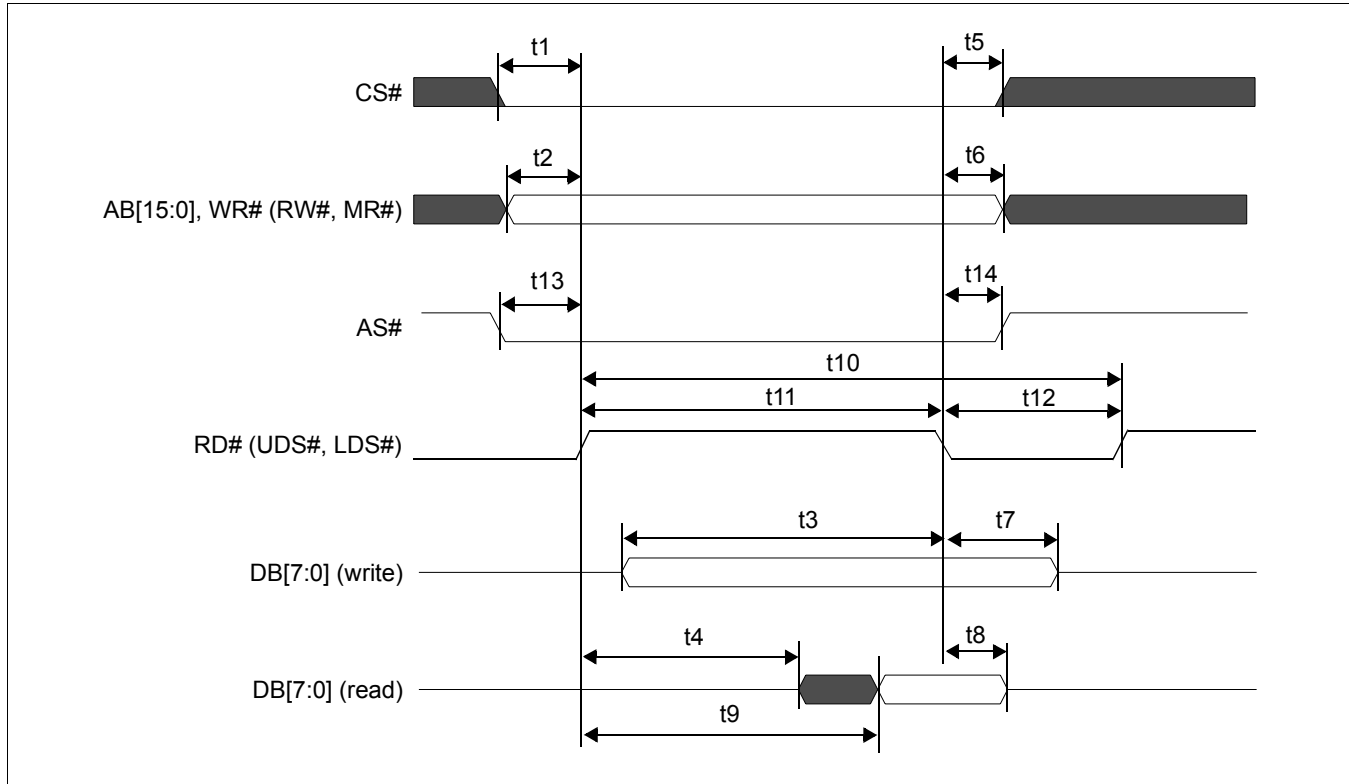 t1
t5
CS#
t2
t6
AB[15:0], WR# (RW#, MR#)
t13
t14
AS#
t10
t11
t12
RD# (UDS#, LDS#)
t3
t7
DB[7:0] (write)
t4
t8
DB[7:0] (read)
t9